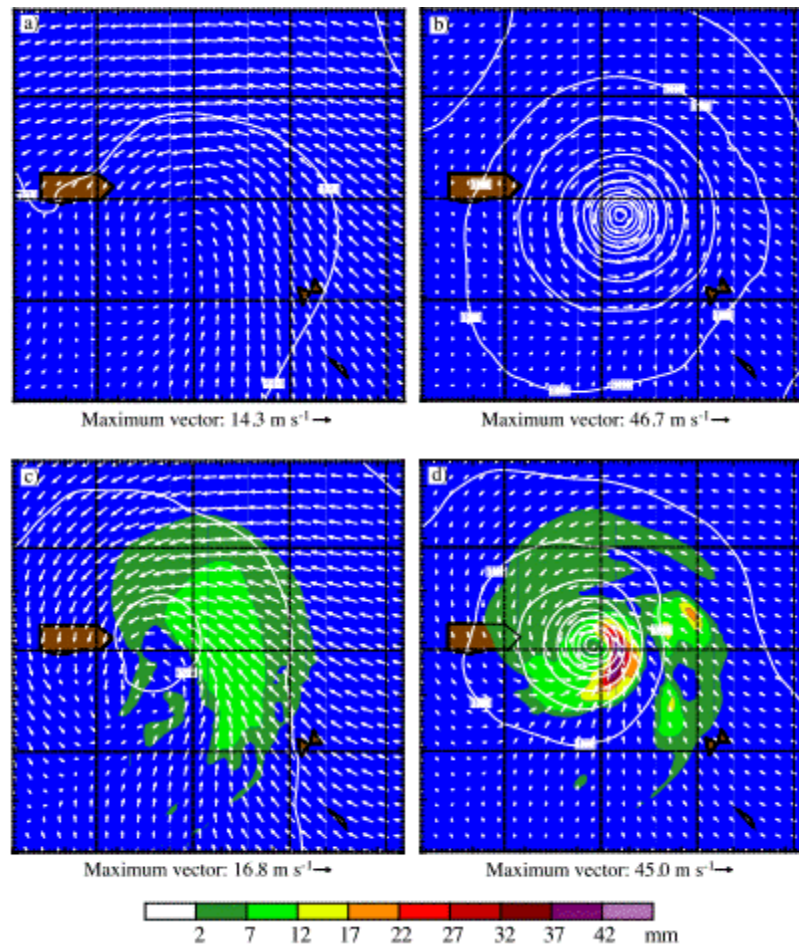 a)
b)
Maximum vector: 14.3 m s-1→
Maximum vector: 46.7 m s-1→
c)
d)
Maximum vector: 16.8 m s-1→
Maximum vector: 45.0 m s-1→
2 7 12 17 22 27 32 37 42 mm